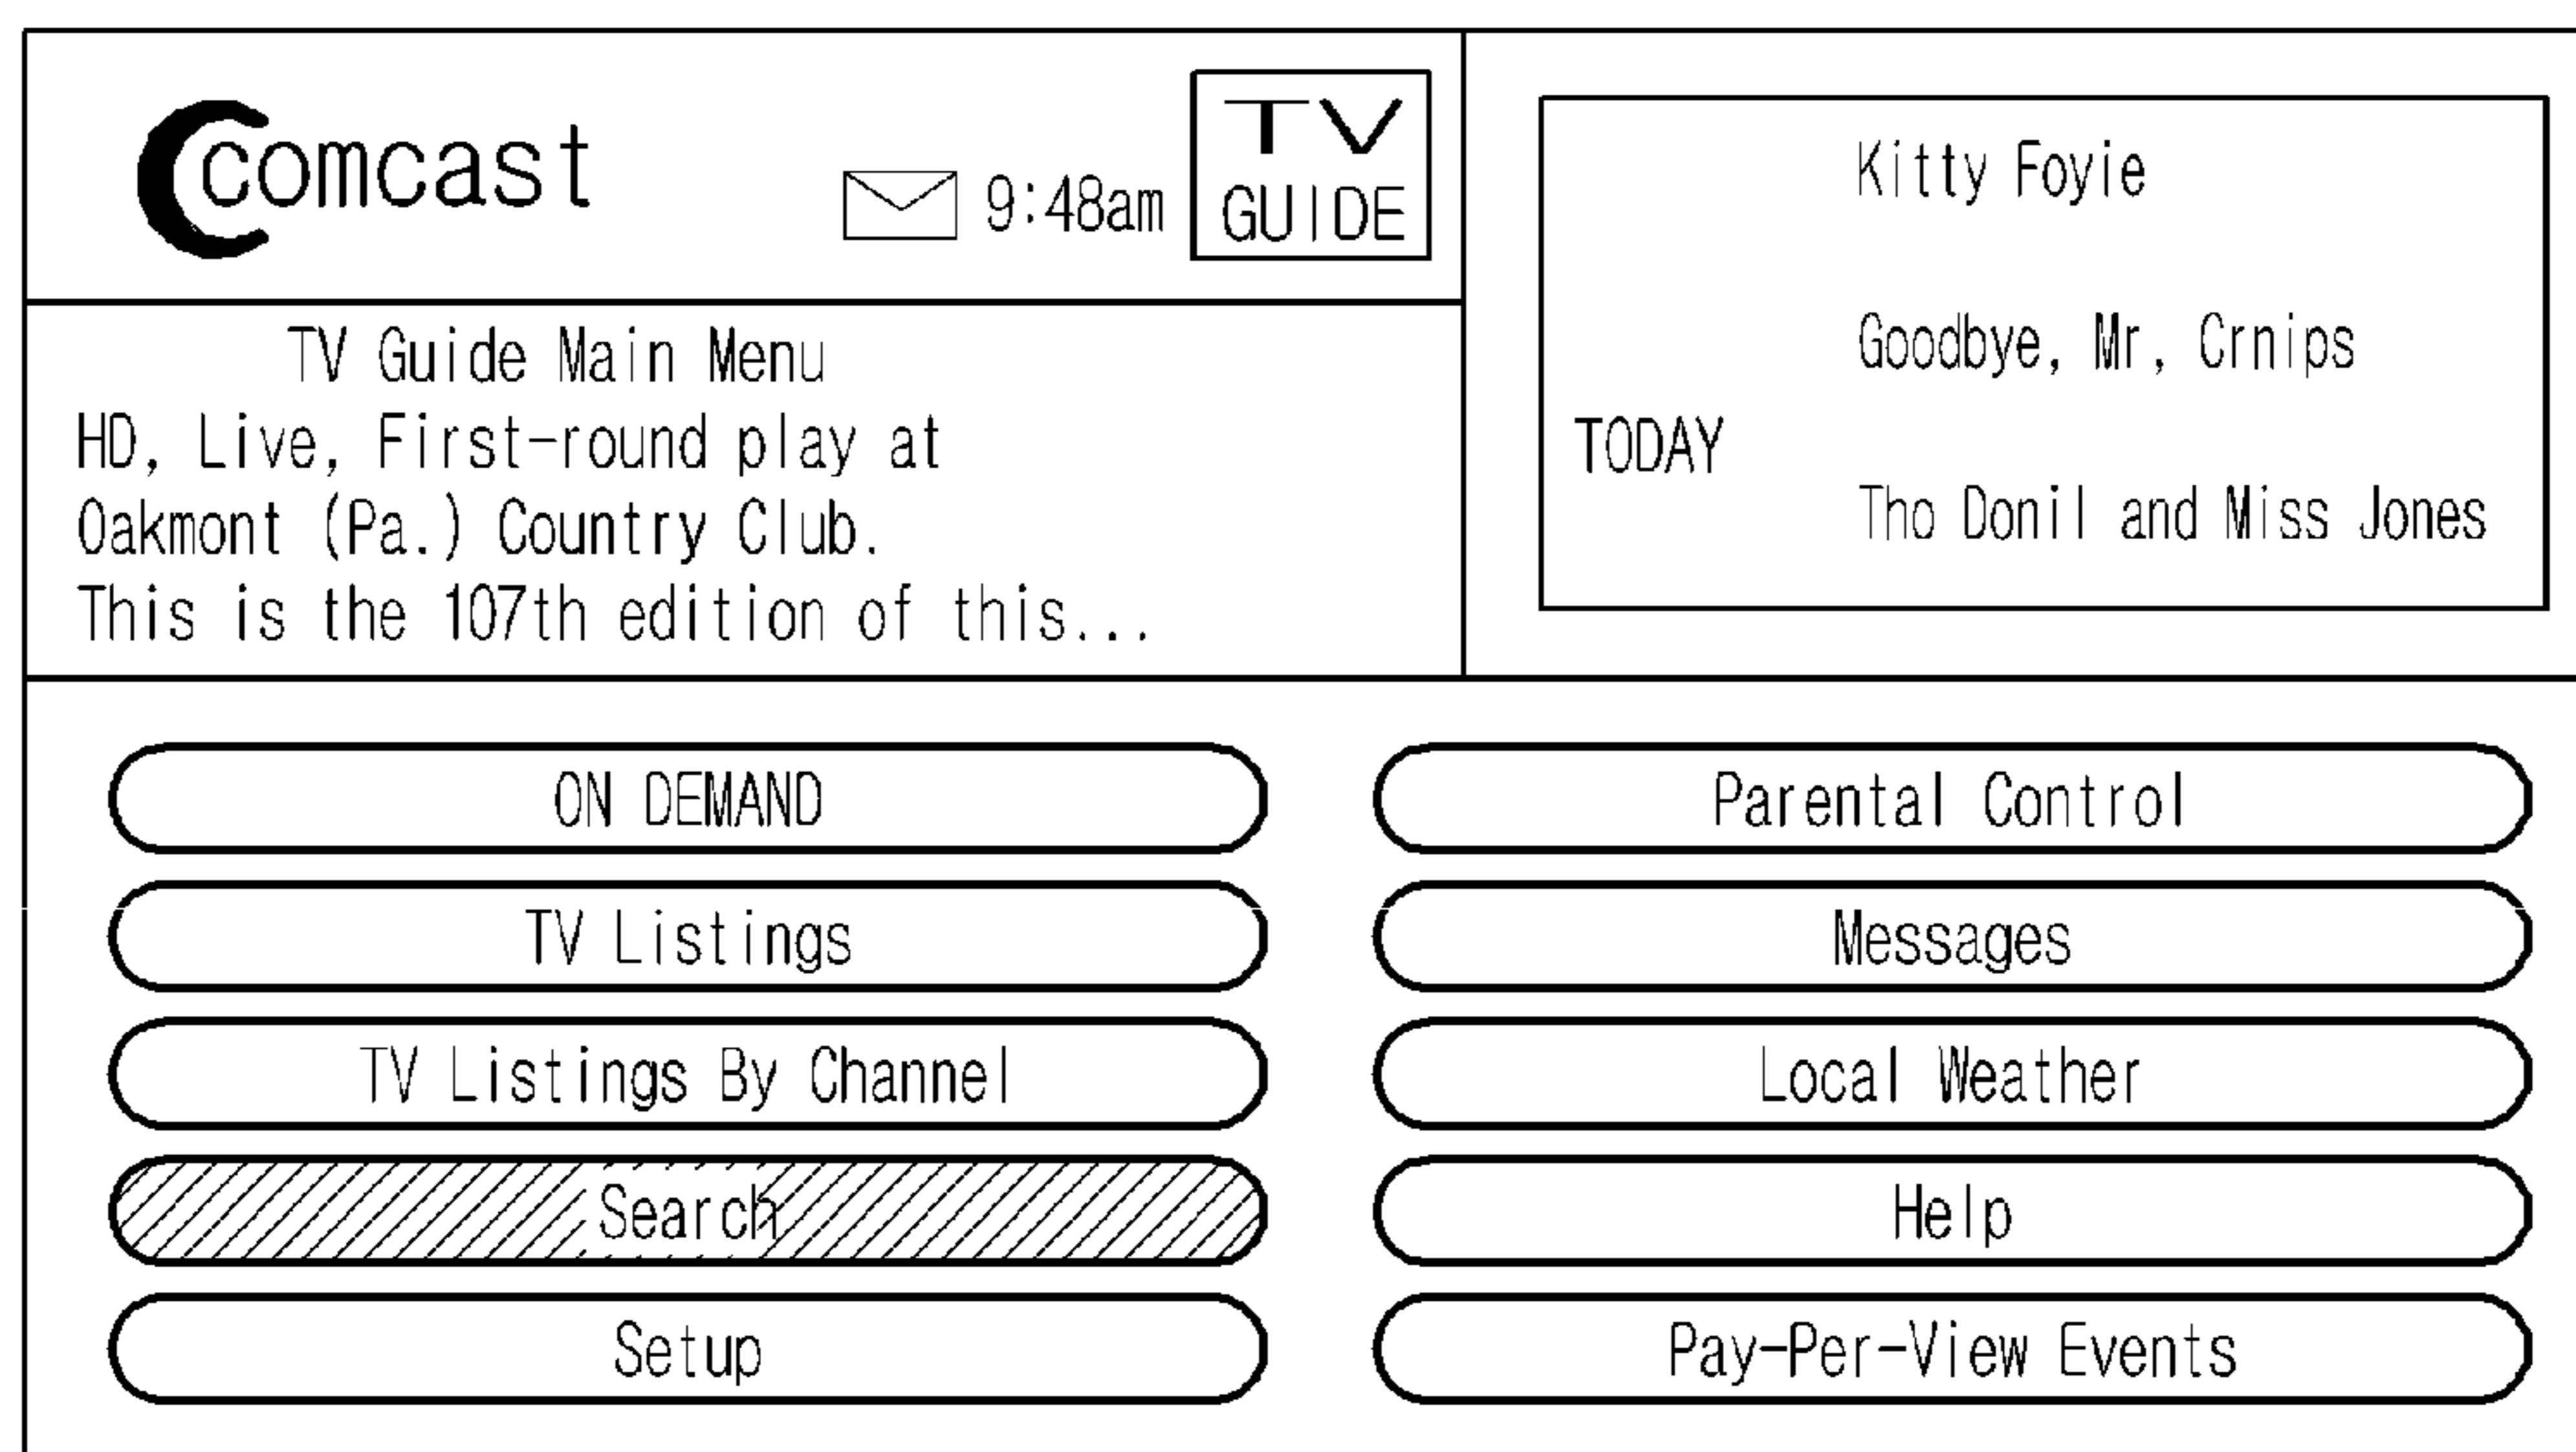 comcast
9:48am
TV
GUIDE
TV Guide Main Menu
HD, Live, First-round play at
Oakmont (Pa.) Country Club.
This is the 107th edition of this...
Kitty Foyie
Goodbye, Mr, Crnips
TODAY
Tho Donil and Miss Jones
ON DEMAND
Parental Control
TV Listings
Messages
TV Listings By Channel
Local Weather
Search
Help
Setup
Pay-Per-View Events